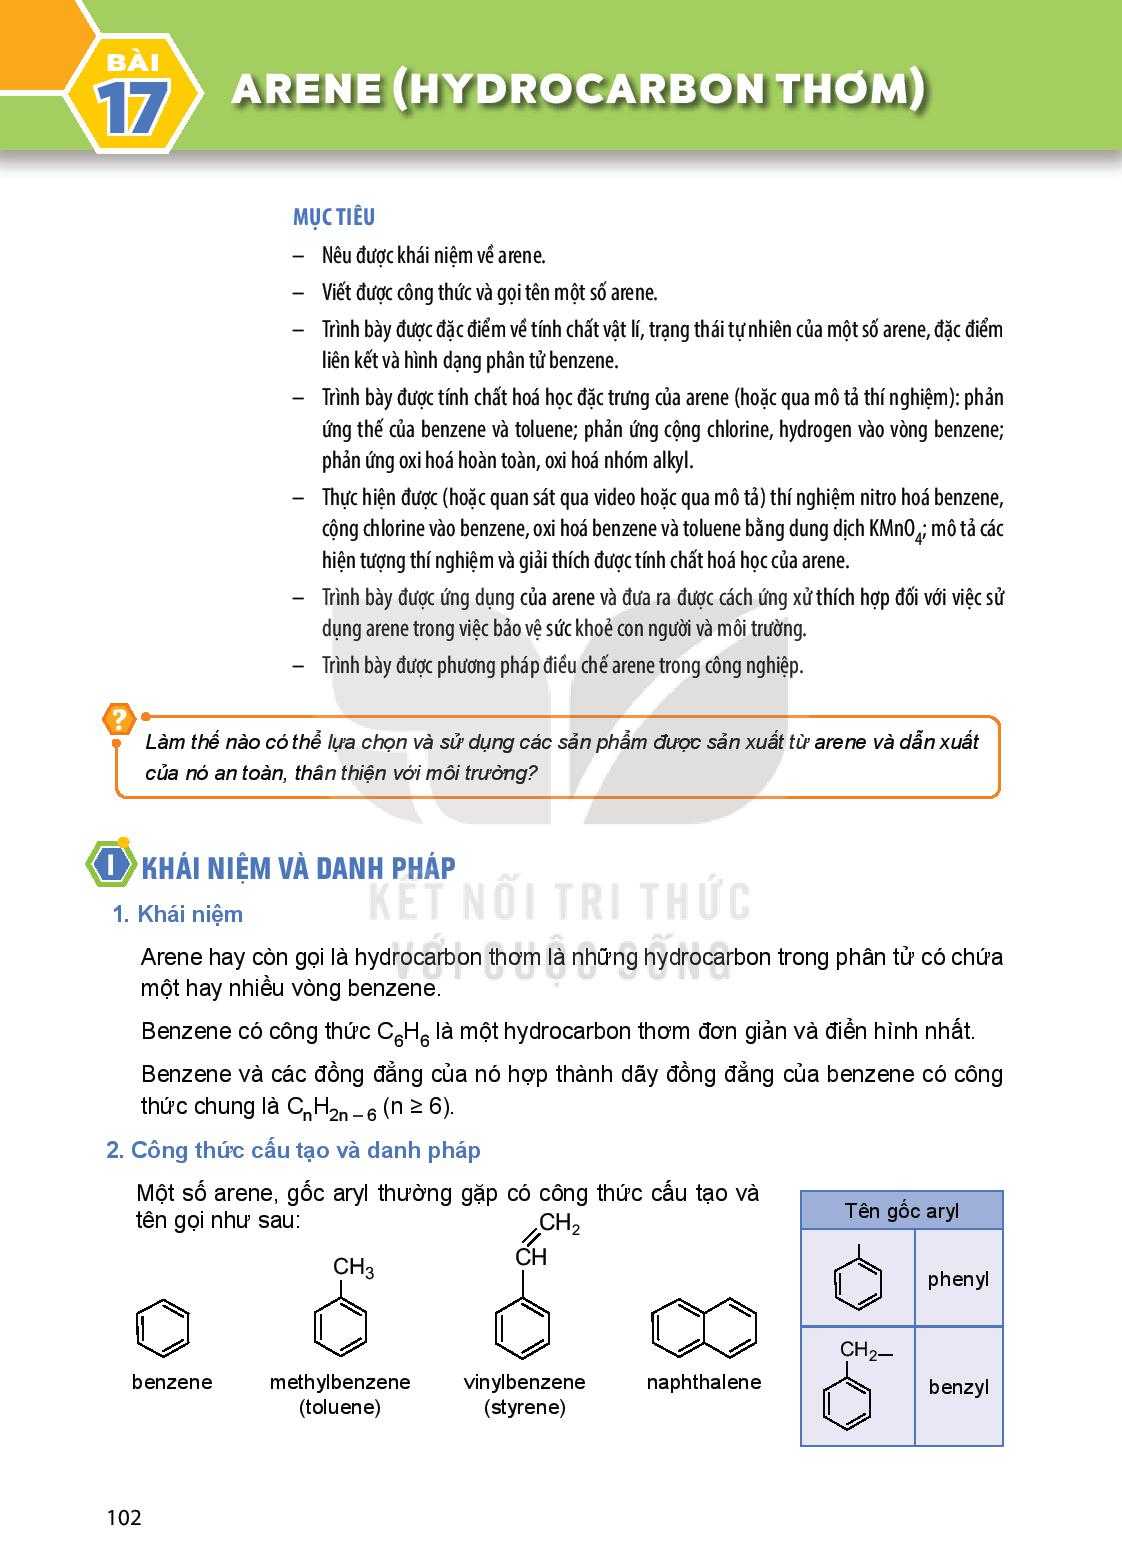 BÀI
17
ARENE (HYDROCARBON THƠM)
MỤC TIÊU
– Nêu được khái niệm về arene.
– Viết được công thức và gọi tên một số arene.
– Trình bày được đặc điểm về tính chất vật lí, trạng thái tự nhiên của một số arene, đặc điểm
liên kết và hình dạng phân tử benzene.
– Trình bày được tính chất hoá học đặc trưng của arene (hoặc qua mô tả thí nghiệm): phản
ứng thế của benzene và toluene; phản ứng cộng chlorine, hydrogen vào vòng benzene;
phản ứng oxi hoá hoàn toàn, oxi hoá nhóm alkyl.
– Thực hiện được (hoặc quan sát qua video hoặc qua mô tả) thí nghiệm nitro hoá benzene,
cộng chlorine vào benzene, oxi hoá benzene và toluene bằng dung dịch KMnO₄; mô tả các
hiện tượng thí nghiệm và giải thích được tính chất hoá học của arene.
– Trình bày được ứng dụng của arene và đưa ra được cách ứng xử thích hợp đối với việc sử
dụng arene trong việc bảo vệ sức khoẻ con người và môi trường.
– Trình bày được phương pháp điều chế arene trong công nghiệp.
?
Làm thế nào có thể lựa chọn và sử dụng các sản phẩm được sản xuất từ arene và dẫn xuất
của nó an toàn, thân thiện với môi trường?
I KHÁI NIỆM VÀ DANH PHÁP
KẾT NỐI TRI THỨC
VỚI CUỘC SỐNG
1. Khái niệm
Arene hay còn gọi là hydrocarbon thơm là những hydrocarbon trong phân tử có chứa
một hay nhiều vòng benzene.
Benzene có công thức C₆H₆ là một hydrocarbon thơm đơn giản và điển hình nhất.
Benzene và các đồng đẳng của nó hợp thành dãy đồng đẳng của benzene có công
thức chung là CₙH₂ₙ₋₆ (n ≥ 6).
2. Công thức cấu tạo và danh pháp
Một số arene, gốc aryl thường gặp có công thức cấu tạo và
tên gọi như sau:
CH₂
CH
CH₃
benzene methylbenzene vinylbenzene naphthalene
(toluene) (styrene)
Tên gốc aryl
phenyl
CH₂—
benzyl
102